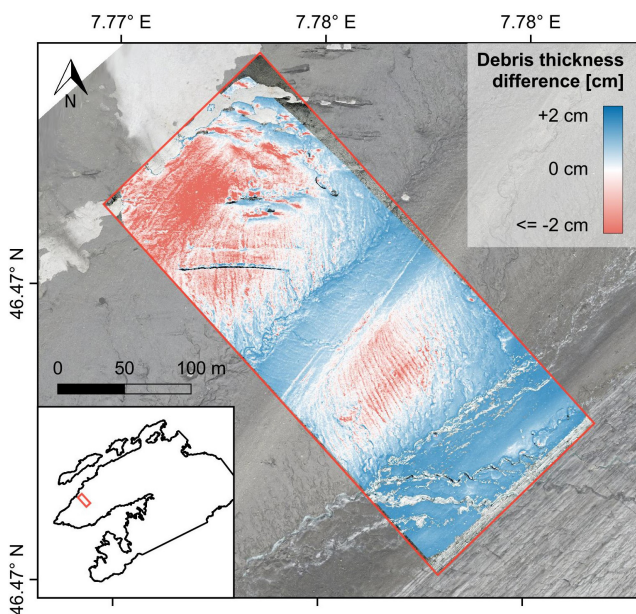 7.77° E 7.78° E 7.78° E
N
Debris thickness
difference [cm]
+2 cm
0 cm
<= -2 cm
46.47° N
0 50 100 m
46.47° N